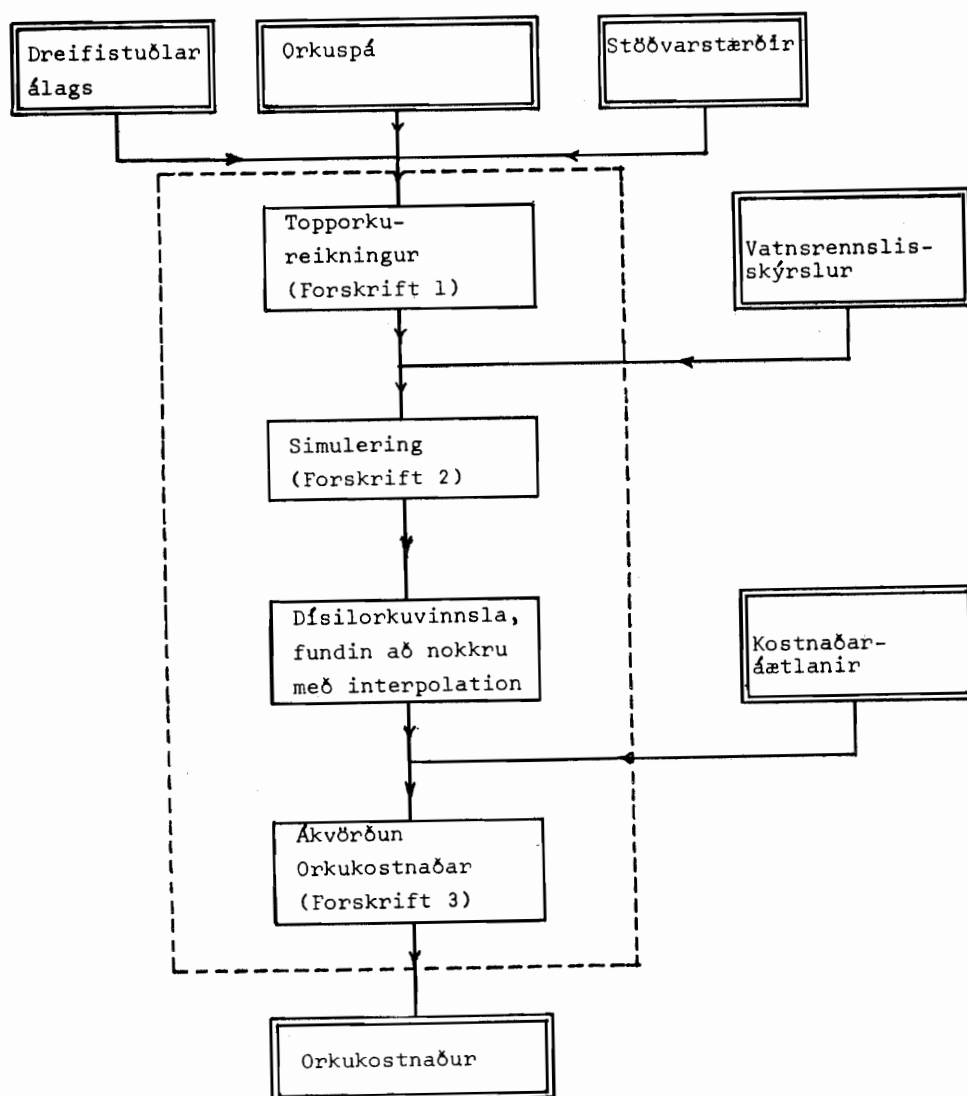 Dreifistuðlar
álags
Orkuspá
Stöðvarstærðir
Topporku-
reikningur
(Forskrift 1)
Vatnsrennslis-
skýrslur
Simulering
(Forskrift 2)
Dísilorkuvinnsla,
fundin að nokkru
með interpolation
Kostnaðar-
áætlanir
Ákvörðun
Orkukostnaðar
(Forskrift 3)
Orkukostnaður